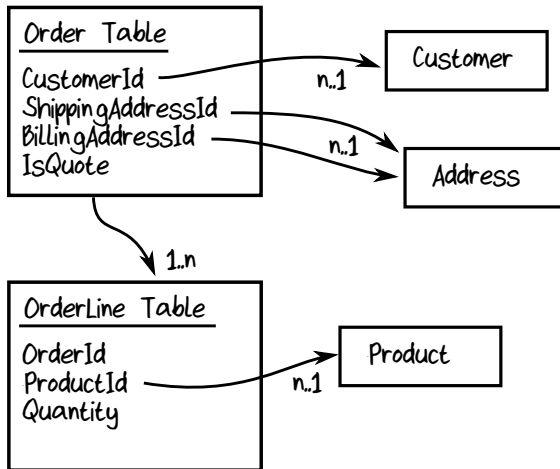 Order Table
CustomerId
ShippingAddressId
BillingAddressId
IsQuote
n..1
Customer
n..1
Address
1..n
OrderLine Table
OrderId
ProductId
Quantity
n..1
Product